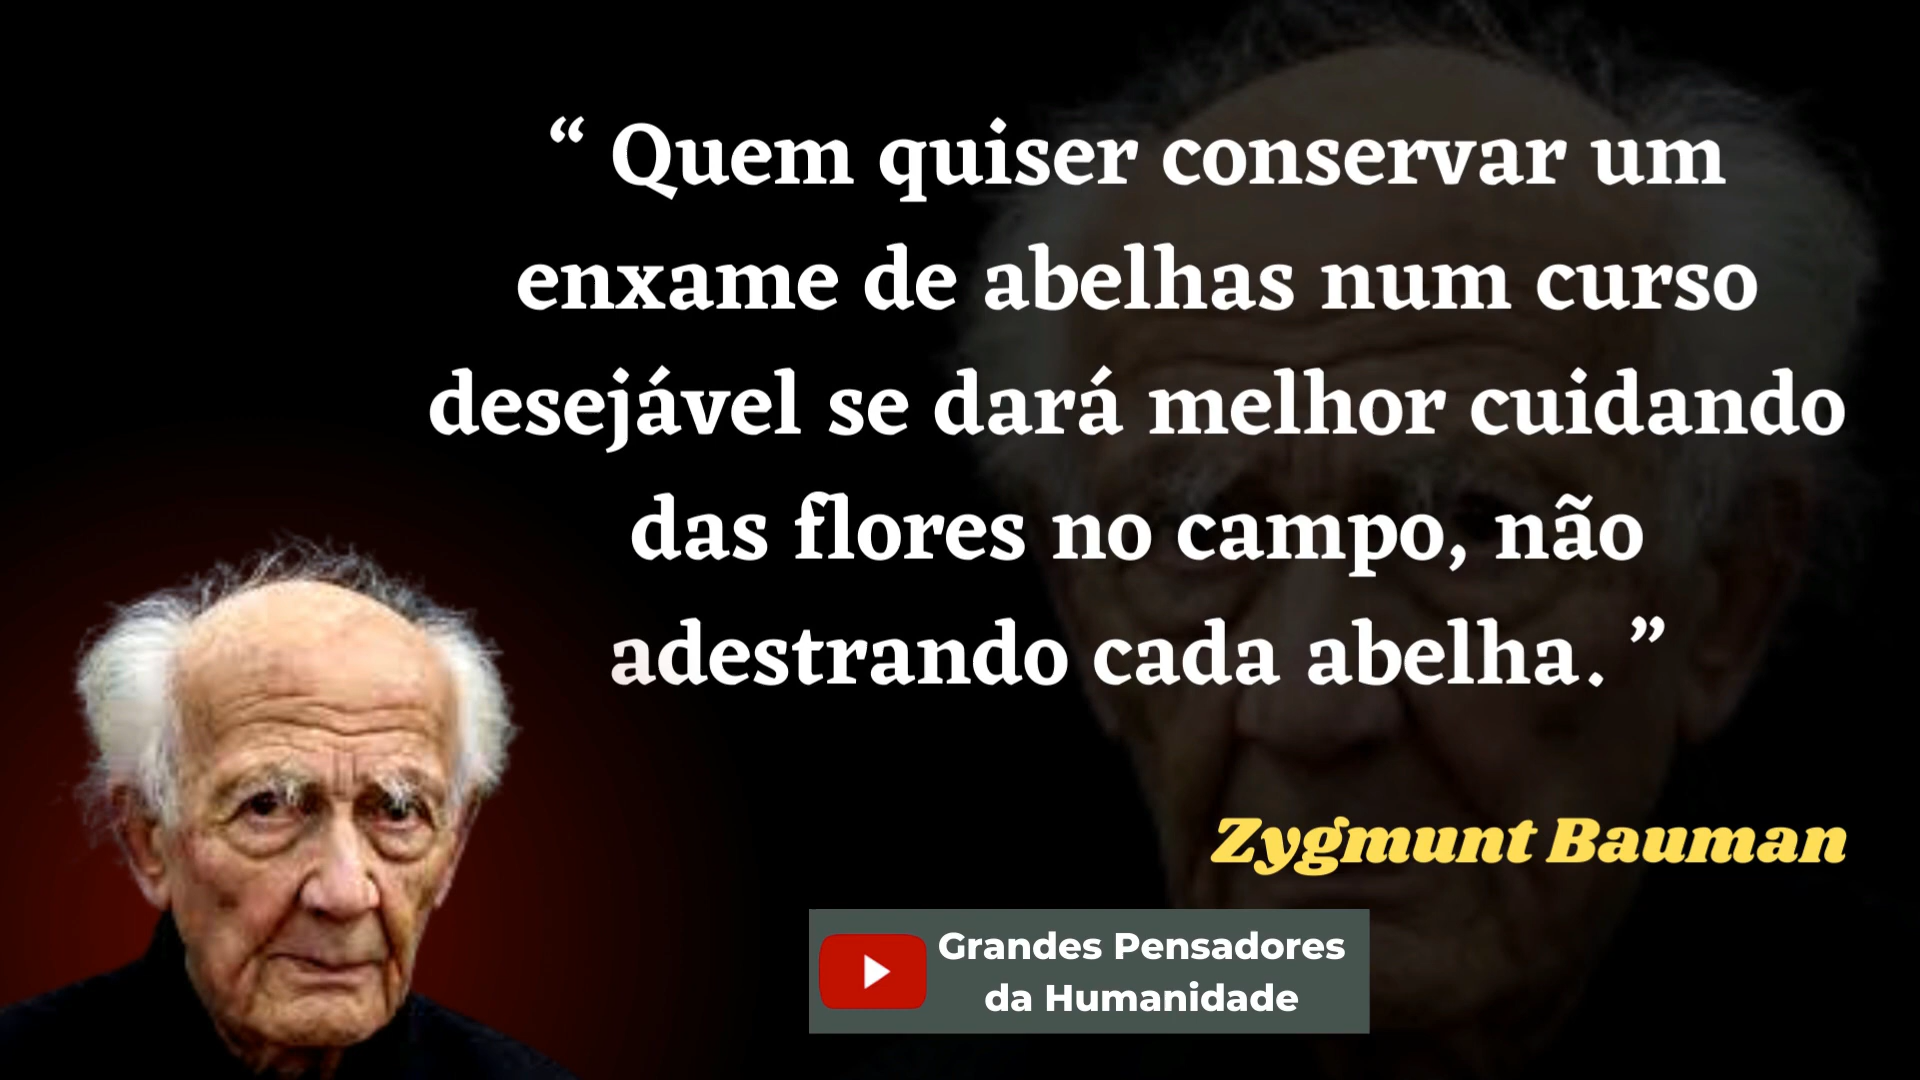 “ Quem quiser conservar um
enxame de abelhas num curso
desejável se dará melhor cuidando
das flores no campo, não
adestrando cada abelha. ”
Zygmunt Bauman
Grandes Pensadores
da Humanidade